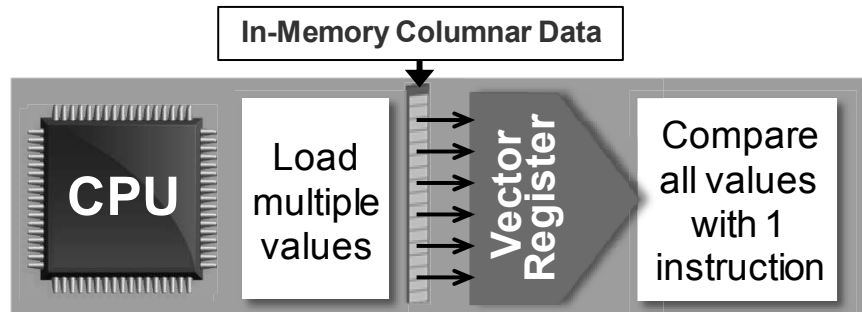 In-Memory Columnar Data
CPU
Load
multiple
values
Vector
Register
Compare
all values
with 1
instruction